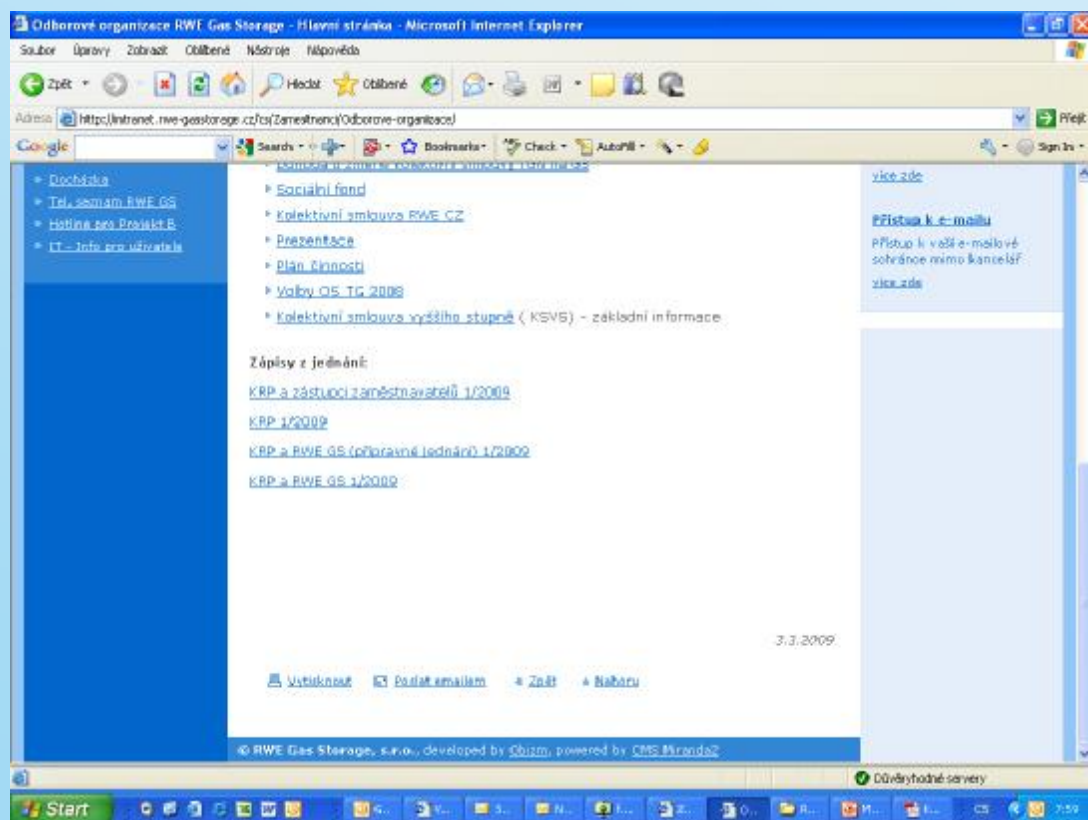 Odborové organizace RWE Gas Storage - Hlavní stránka - Microsoft Internet Explorer
Soubor Úpravy Zobrazit Oblíbené Nástroje Nápověda
Zpět Hledat Oblíbené
Adresa http://intranet.rwe-gasstorage.cz/cs/Zamestnanci/Odborove-organizace/ Přejít
Google Search Bookmarks Check AutoFill Sign In
Docházka
Tel. seznam RWE GS
Hotline pro Projekt B
IT - Info pro uživatele
Sociální fond
Kolektivní smlouva RWE CZ
Prezentace
Plán činnosti
Volby OS TG 2008
Kolektivní smlouva vyššího stupně ( KSVS) - základní informace
Zápisy z jednání:
KRP a zástupci zaměstnavatelů 1/2009
KRP 1/2009
KRP a RWE GS (přípravné jednání) 1/2009
KRP a RWE GS 1/2009
3.3.2009
Vytisknout Poslat emailem Zpět Nahoru
© RWE Gas Storage, s.r.o., developed by Qbizm, powered by CMS Miranda2
více zde
Přístup k e-mailu
Přístup k vaší e-mailové
schránce mimo kancelář
více zde
Důvěryhodné servery
Start G... V... S... N... Z... O... R... M... CS 7:59